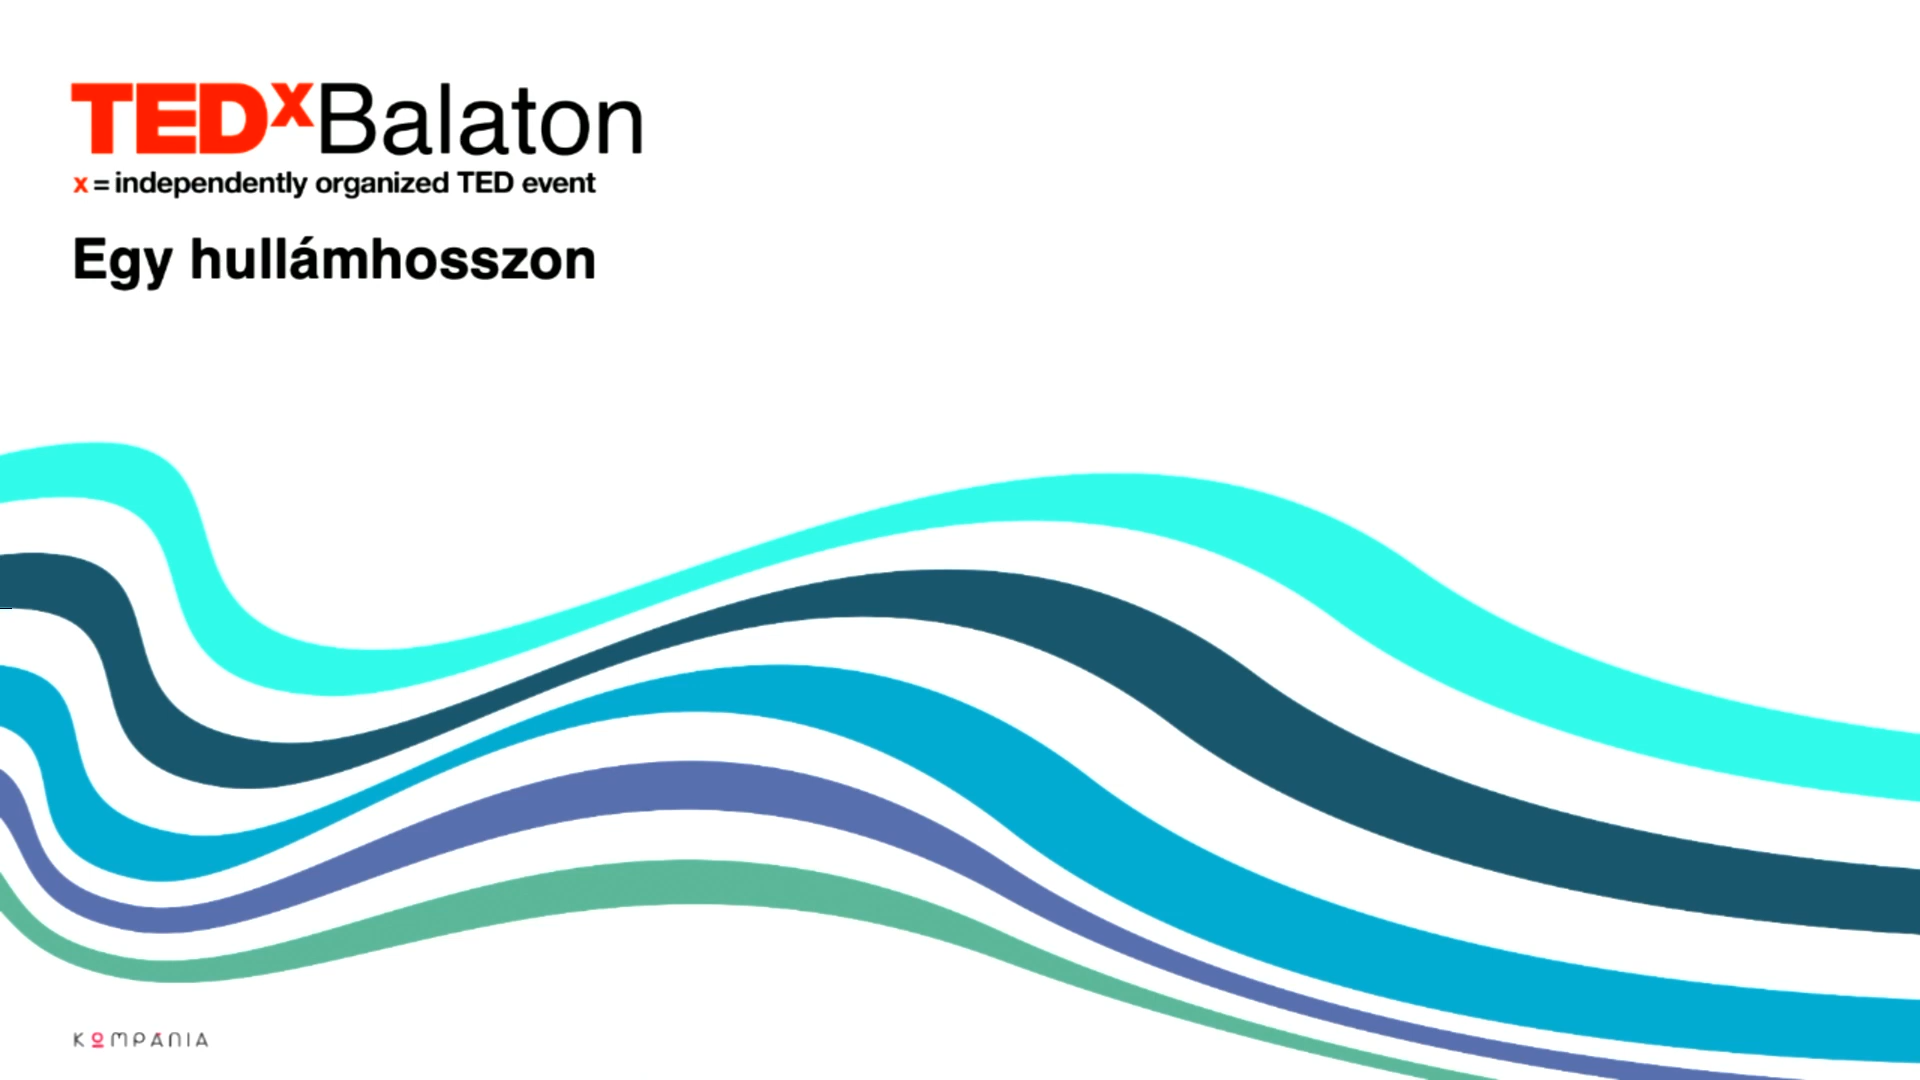 TEDxBalaton
x = independently organized TED event
Egy hullámhosszon
KOMPÁNIA